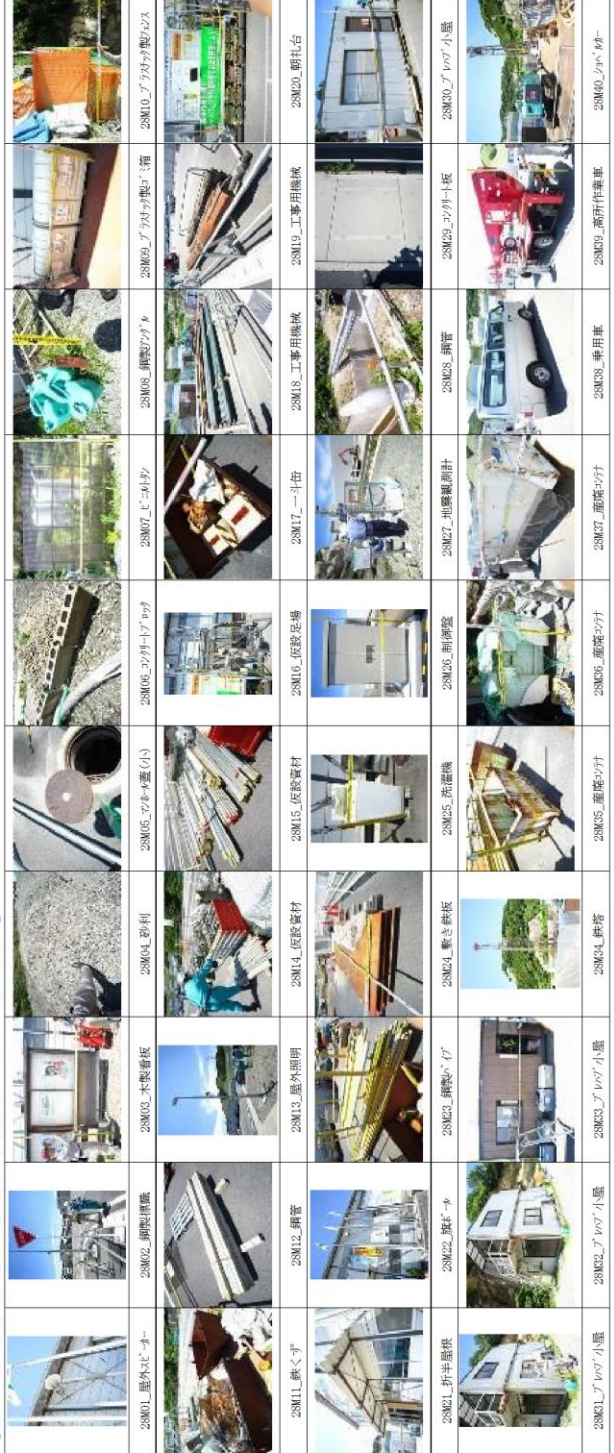 28M01_屋外スピーカー
28M02_鋼製標識
28M03_木製看板
28M04_砂利
28M05_マンホール蓋(小)
28M06_コンクリートブロック
28M07_ビニールトタン
28M08_鋼製アングル
28M09_プラスチック製ゴミ箱
28M10_プラスチック製フェンス
28M11_鉄くず
28M12_鋼管
28M13_屋外照明
28M14_仮設資材
28M15_仮設資材
28M16_仮設足場
28M17_一斗缶
28M18_工事用機械
28M19_工事用機械
28M20_朝礼台
28M21_折半屋根
28M22_旗ポール
28M23_鋼製パイプ
28M24_敷き鉄板
28M25_洗濯機
28M26_制御盤
28M27_地震観測計
28M28_鋼管
28M29_コンクリート板
28M30_プレハブ小屋
28M31_プレハブ小屋
28M32_プレハブ小屋
28M33_プレハブ小屋
28M34_鉄塔
28M35_産廃コンテナ
28M36_産廃コンテナ
28M37_産廃コンテナ
28M38_乗用車
28M39_高所作業車
28M40_ショベルカー